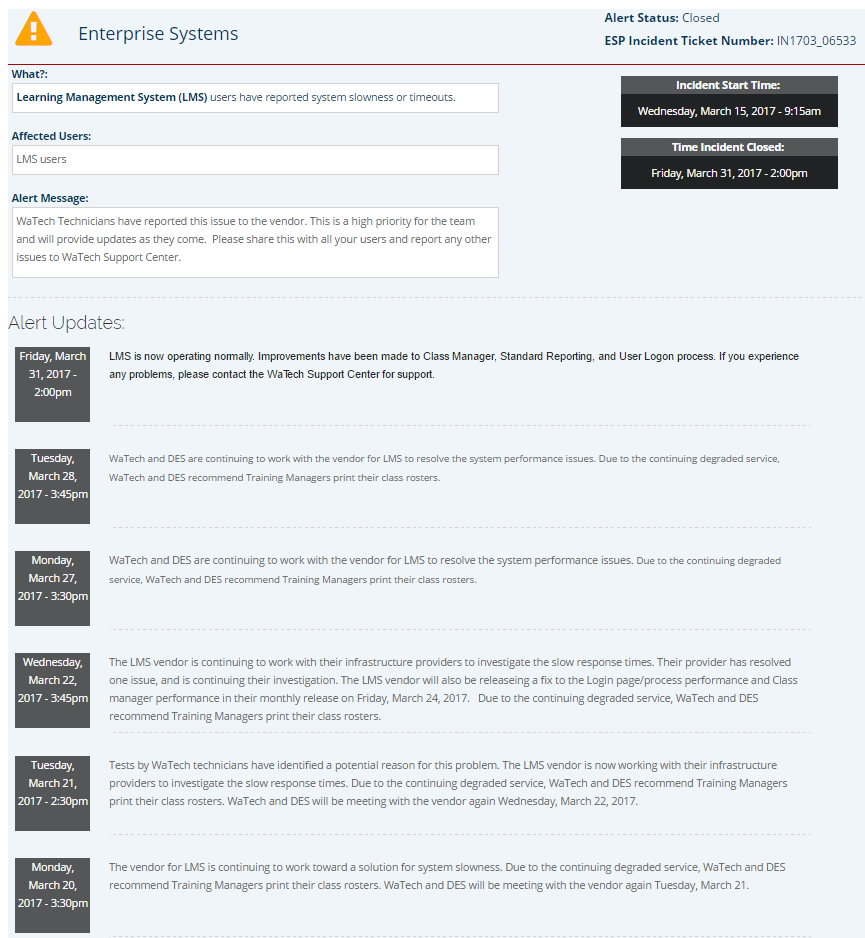 Enterprise Systems
Alert Status: Closed
ESP Incident Ticket Number: IN1703_06533
What?:
Learning Management System (LMS) users have reported system slowness or timeouts.
Incident Start Time:
Wednesday, March 15, 2017 - 9:15am
Affected Users:
LMS users
Time Incident Closed:
Friday, March 31, 2017 - 2:00pm
Alert Message:
WaTech Technicians have reported this issue to the vendor. This is a high priority for the team
and will provide updates as they come.  Please share this with all your users and report any other
issues to WaTech Support Center.
Alert Updates:
Friday, March
31, 2017 -
2:00pm
LMS is now operating normally. Improvements have been made to Class Manager, Standard Reporting, and User Logon process. If you experience
any problems, please contact the WaTech Support Center for support.
Tuesday,
March 28,
2017 - 3:45pm
WaTech and DES are continuing to work with the vendor for LMS to resolve the system performance issues. Due to the continuing degraded service,
WaTech and DES recommend Training Managers print their class rosters.
Monday,
March 27,
2017 - 3:30pm
WaTech and DES are continuing to work with the vendor for LMS to resolve the system performance issues. Due to the continuing degraded
service, WaTech and DES recommend Training Managers print their class rosters.
Wednesday,
March 22,
2017 - 3:45pm
The LMS vendor is continuing to work with their infrastructure providers to investigate the slow response times. Their provider has resolved
one issue, and is continuing their investigation. The LMS vendor will also be releaseing a fix to the Login page/process performance and Class
manager performance in their monthly release on Friday, March 24, 2017.   Due to the continuing degraded service, WaTech and DES
recommend Training Managers print their class rosters.
Tuesday,
March 21,
2017 - 2:30pm
Tests by WaTech technicians have identified a potential reason for this problem. The LMS vendor is now working with their infrastructure
providers to investigate the slow response times. Due to the continuing degraded service, WaTech and DES recommend Training Managers
print their class rosters. WaTech and DES will be meeting with the vendor again Wednesday, March 22, 2017.
Monday,
March 20,
2017 - 3:30pm
The vendor for LMS is continuing to work toward a solution for system slowness. Due to the continuing degraded service, WaTech and DES
recommend Training Managers print their class rosters. WaTech and DES will be meeting with the vendor again Tuesday, March 21.